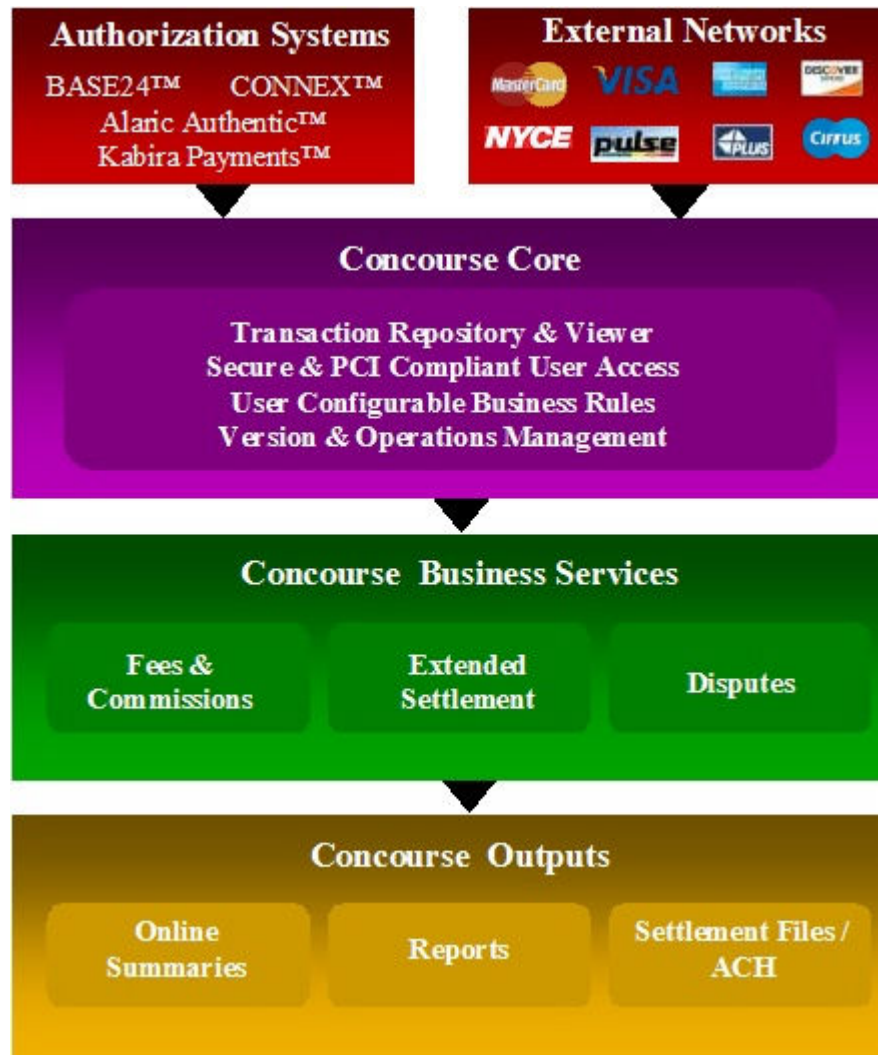 Authorization Systems
BASE24™ CONNEX™
Alaric Authentic™
Kabira Payments™
External Networks
MasterCard VISA DISCOVER
NYCE pulse PLUS Cirrus
Concourse Core
Transaction Repository & Viewer
Secure & PCI Compliant User Access
User Configurable Business Rules
Version & Operations Management
Concourse Business Services
Fees &
Commissions
Extended
Settlement
Disputes
Concourse Outputs
Online
Summaries
Reports
Settlement Files /
ACH